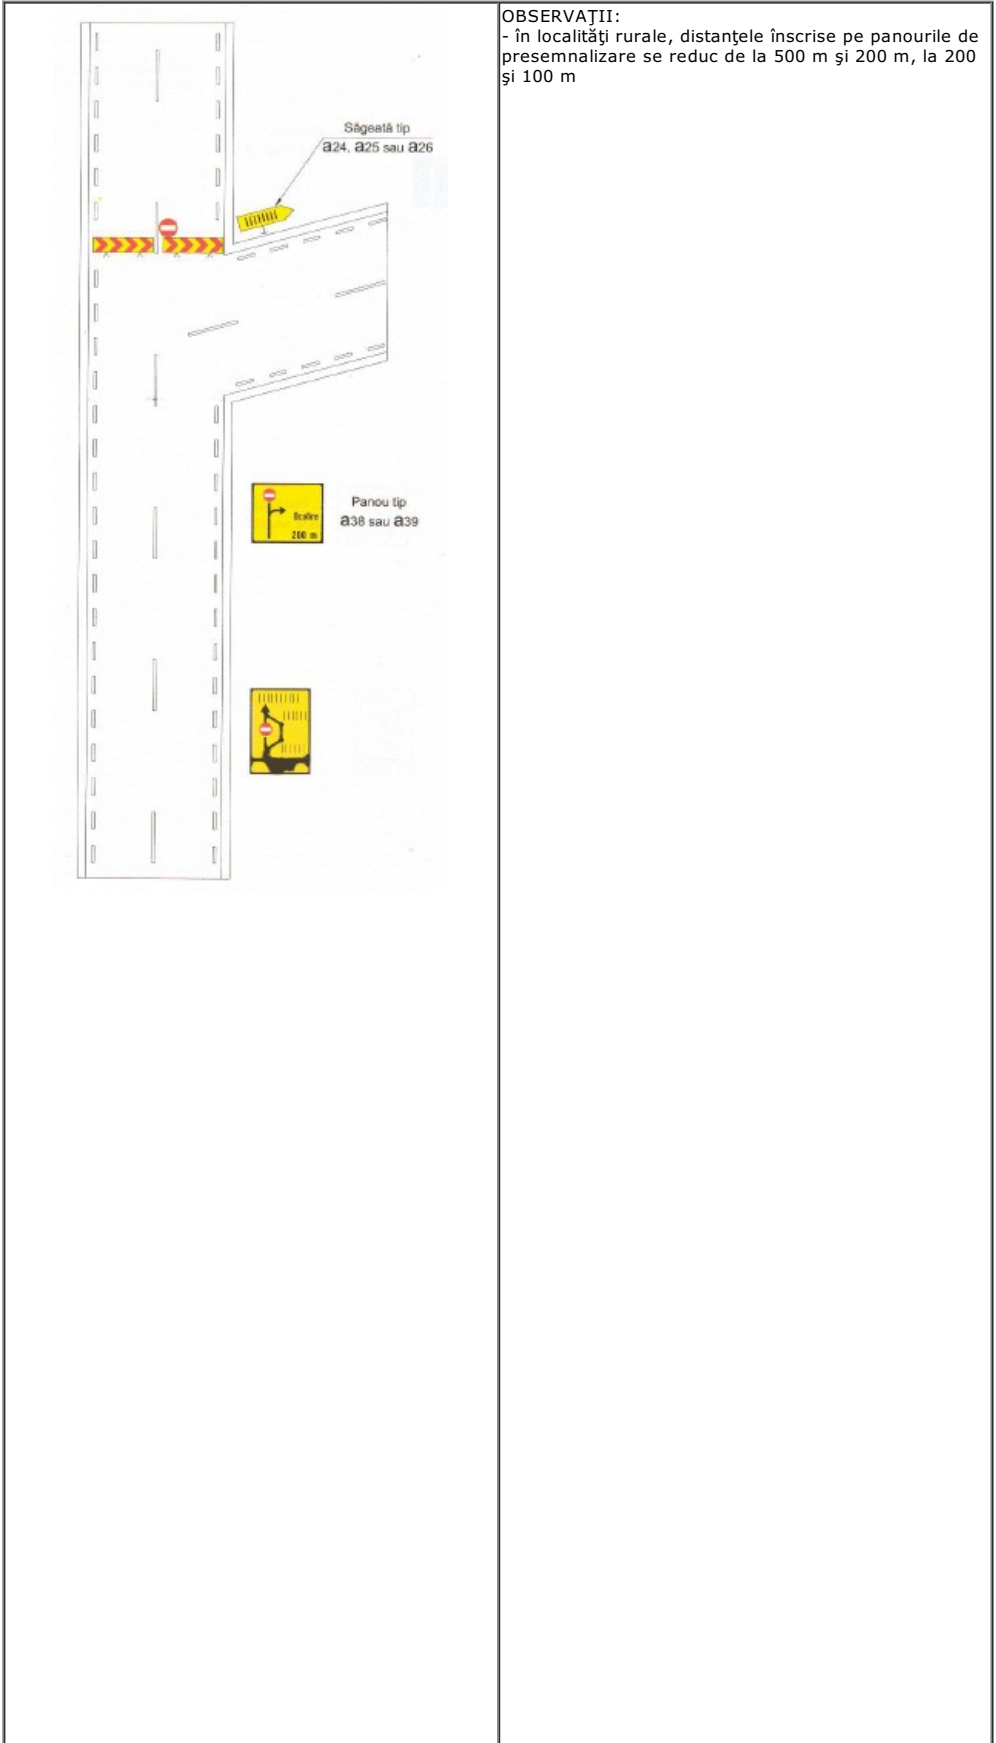 Săgeată tip
a24, a25 sau a26
Panou tip
a38 sau a39
Ocolire
200 m
OBSERVAŢII:
- în localităţi rurale, distanţele înscrise pe panourile de
presemnalizare se reduc de la 500 m şi 200 m, la 200
şi 100 m